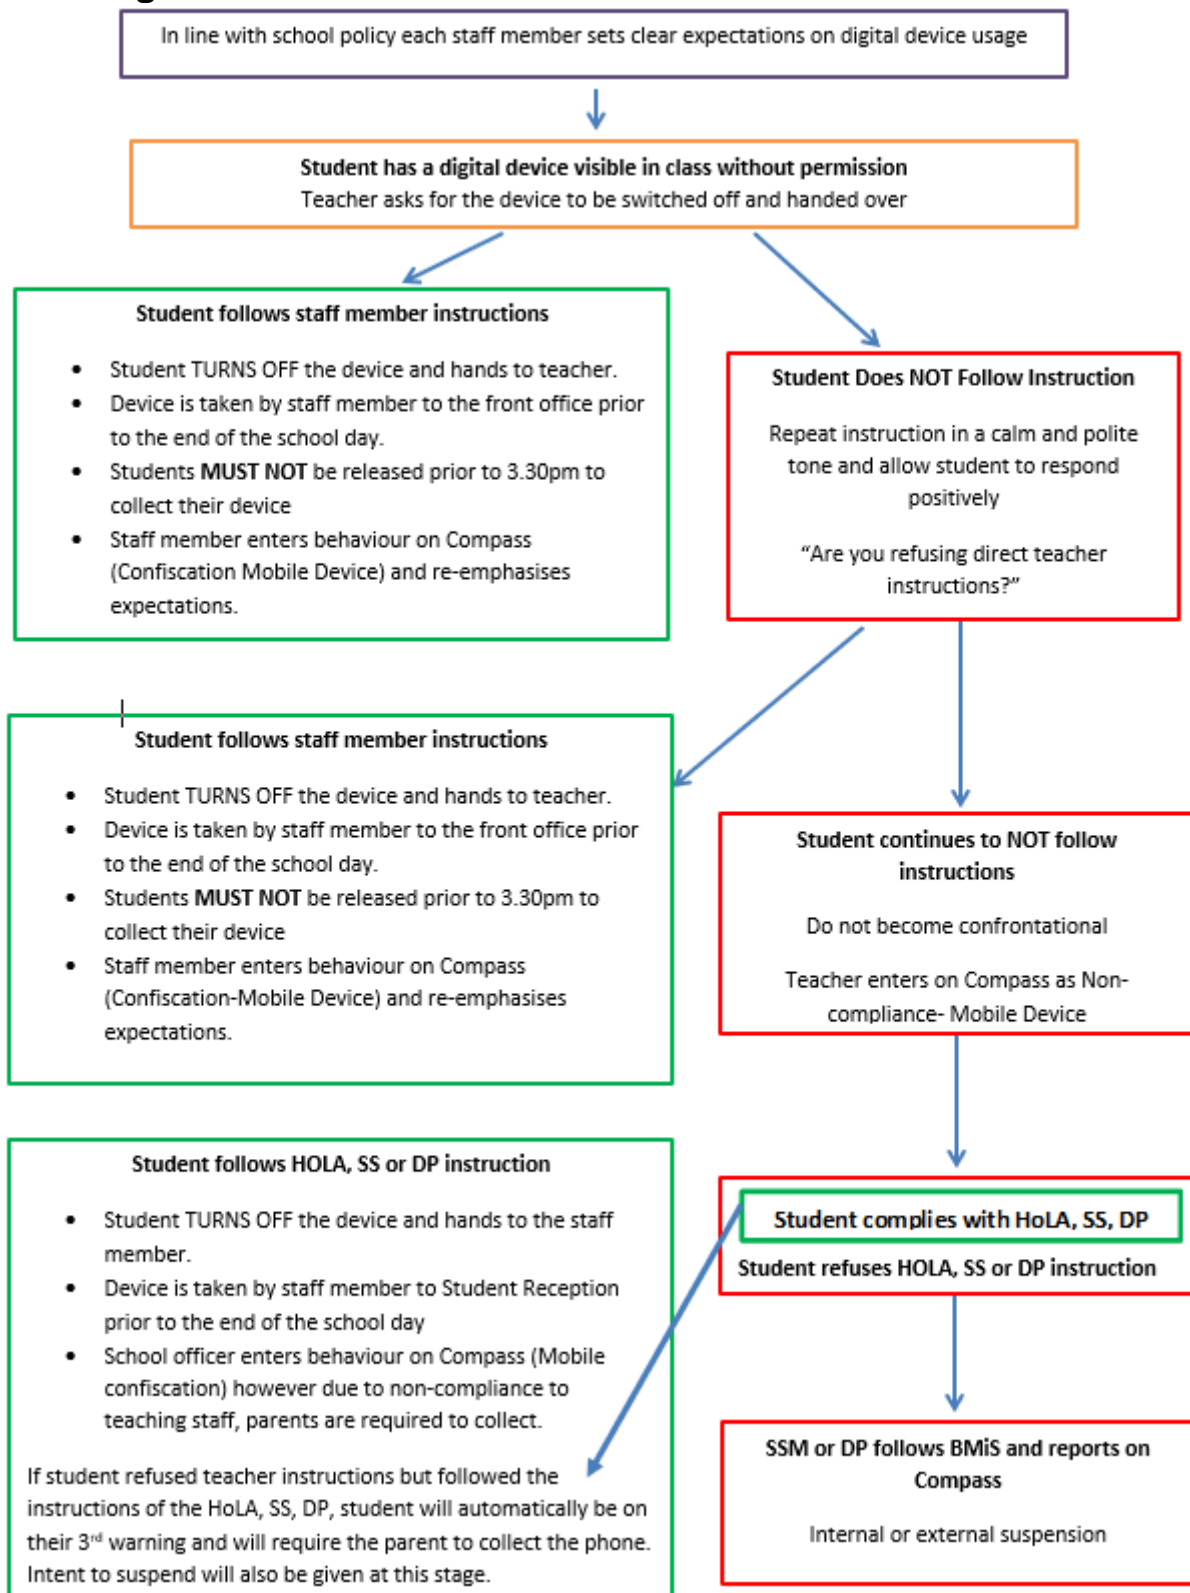 In line with school policy each staff member sets clear expectations on digital device usage
Student has a digital device visible in class without permission
Teacher asks for the device to be switched off and handed over
Student follows staff member instructions
• Student TURNS OFF the device and hands to teacher.
• Device is taken by staff member to the front office prior
to the end of the school day.
• Students MUST NOT be released prior to 3.30pm to
collect their device
• Staff member enters behaviour on Compass
(Confiscation Mobile Device) and re-emphasises
expectations.
Student Does NOT Follow Instruction
Repeat instruction in a calm and polite
tone and allow student to respond
positively
“Are you refusing direct teacher
instructions?”
Student follows staff member instructions
• Student TURNS OFF the device and hands to teacher.
• Device is taken by staff member to the front office prior
to the end of the school day.
• Students MUST NOT be released prior to 3.30pm to
collect their device
• Staff member enters behaviour on Compass
(Confiscation-Mobile Device) and re-emphasises
expectations.
Student continues to NOT follow
instructions
Do not become confrontational
Teacher enters on Compass as Non-
compliance- Mobile Device
Student follows HOLA, SS or DP instruction
• Student TURNS OFF the device and hands to the staff
member.
• Device is taken by staff member to Student Reception
prior to the end of the school day
• School officer enters behaviour on Compass (Mobile
confiscation) however due to non-compliance to
teaching staff, parents are required to collect.
If student refused teacher instructions but followed the
instructions of the HoLA, SS, DP, student will automatically be on
their 3rd warning and will require the parent to collect the phone.
Intent to suspend will also be given at this stage.
Student complies with HoLA, SS, DP
Student refuses HOLA, SS or DP instruction
SSM or DP follows BMiS and reports on
Compass
Internal or external suspension